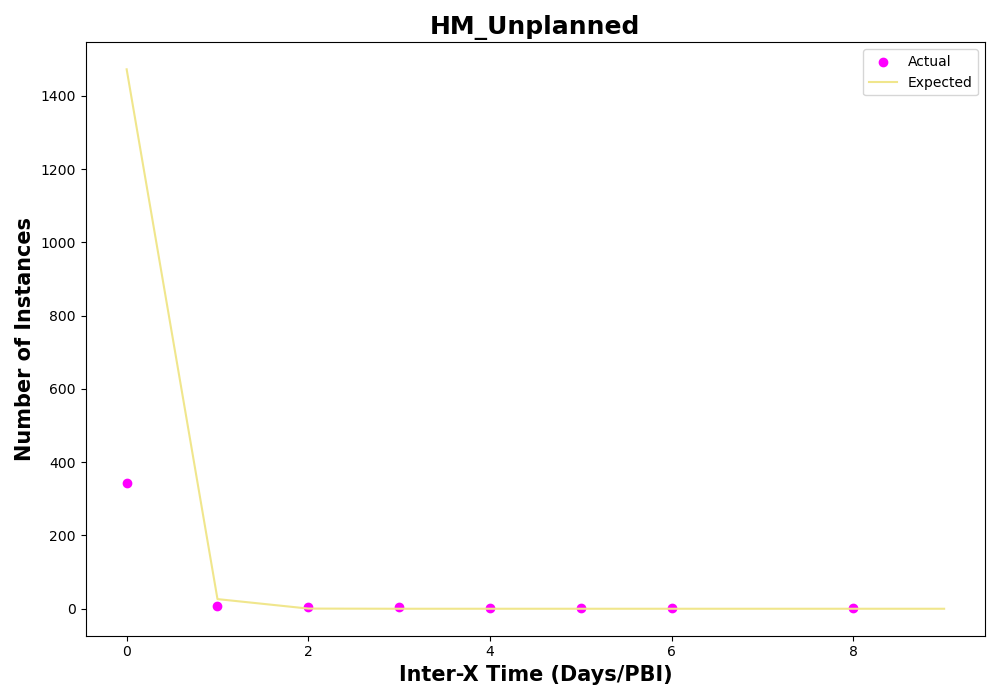 HM_Unplanned
Actual
Expected
Number of Instances
1400
1200
1000
800
600
400
200
0
0 2 4 6 8
Inter-X Time (Days/PBI)